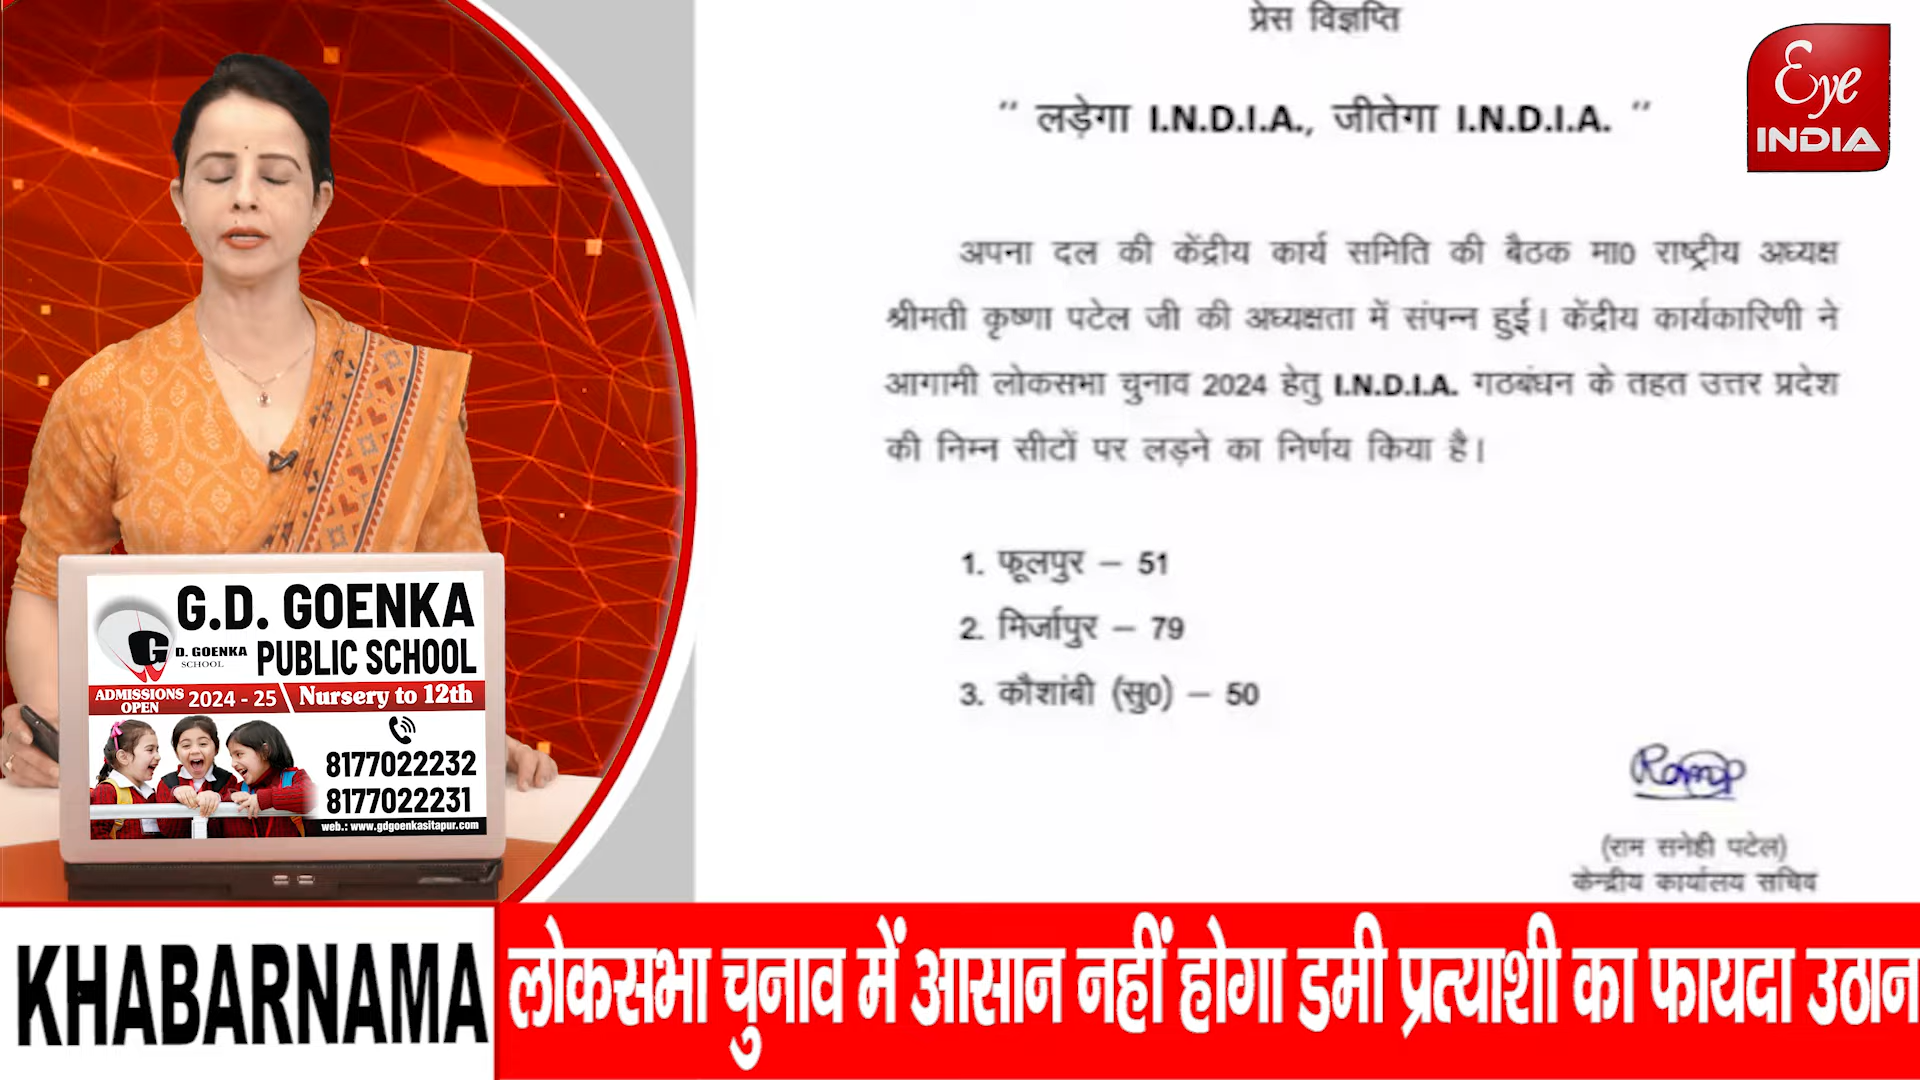 प्रेस विज्ञप्ति
“ लड़ेगा I.N.D.I.A., जीतेगा I.N.D.I.A. ”
Eye
INDIA
अपना दल की केंद्रीय कार्य समिति की बैठक मा0 राष्ट्रीय अध्यक्ष
श्रीमती कृष्णा पटेल जी की अध्यक्षता में संपन्न हुई। केंद्रीय कार्यकारिणी ने
आगामी लोकसभा चुनाव 2024 हेतु I.N.D.I.A. गठबंधन के तहत उत्तर प्रदेश
की निम्न सीटों पर लड़ने का निर्णय किया है।
1. फूलपुर – 51
2. मिर्जापुर – 79
3. कौशांबी (सु0) – 50
(राम सनेही पटेल)
केन्द्रीय कार्यालय सचिव
G.D. GOENKA
PUBLIC SCHOOL
G
D. GOENKA
SCHOOL
ADMISSIONS
OPEN
2024 - 25
Nursery to 12th
8177022232
8177022231
web.: www.gdgoenkasitapur.com
KHABARNAMA
लोकसभा चुनाव में आसान नहीं होगा डमी प्रत्याशी का फायदा उठान